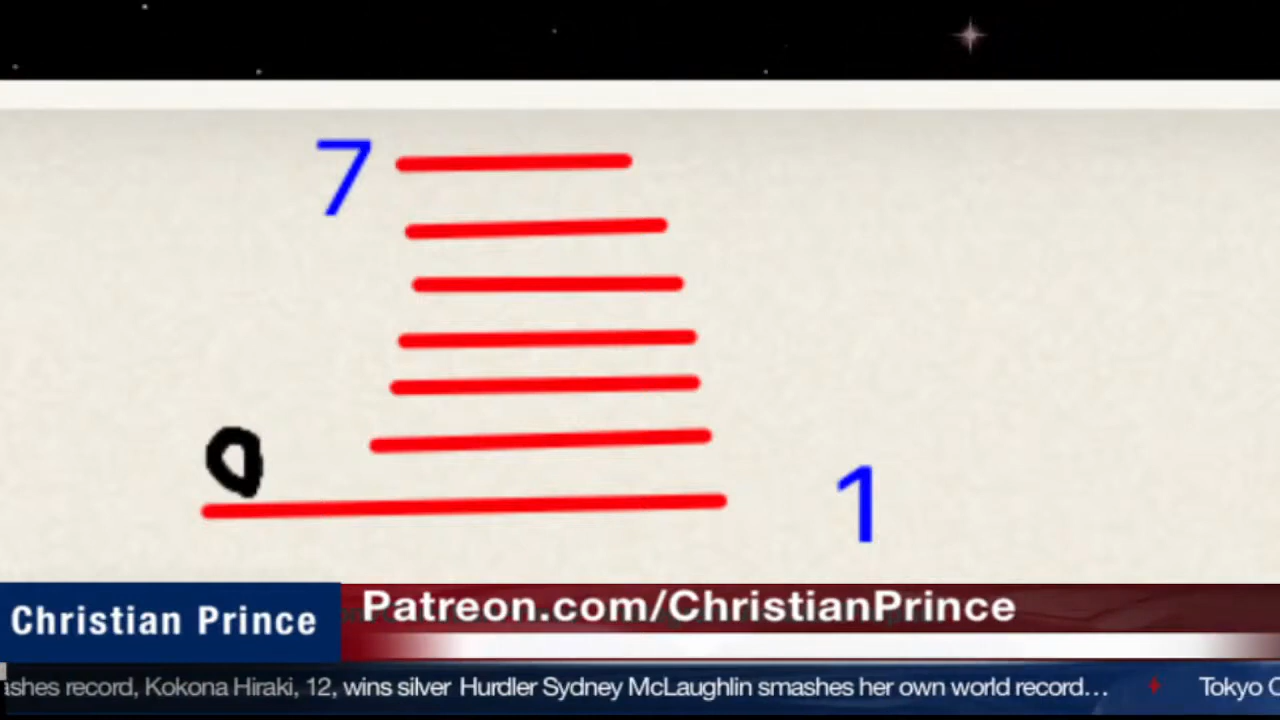 7
0
1
Christian Prince
Patreon.com/ChristianPrince
ashes record, Kokona Hiraki, 12, wins silver Hurdler Sydney McLaughlin smashes her own world record... Tokyo